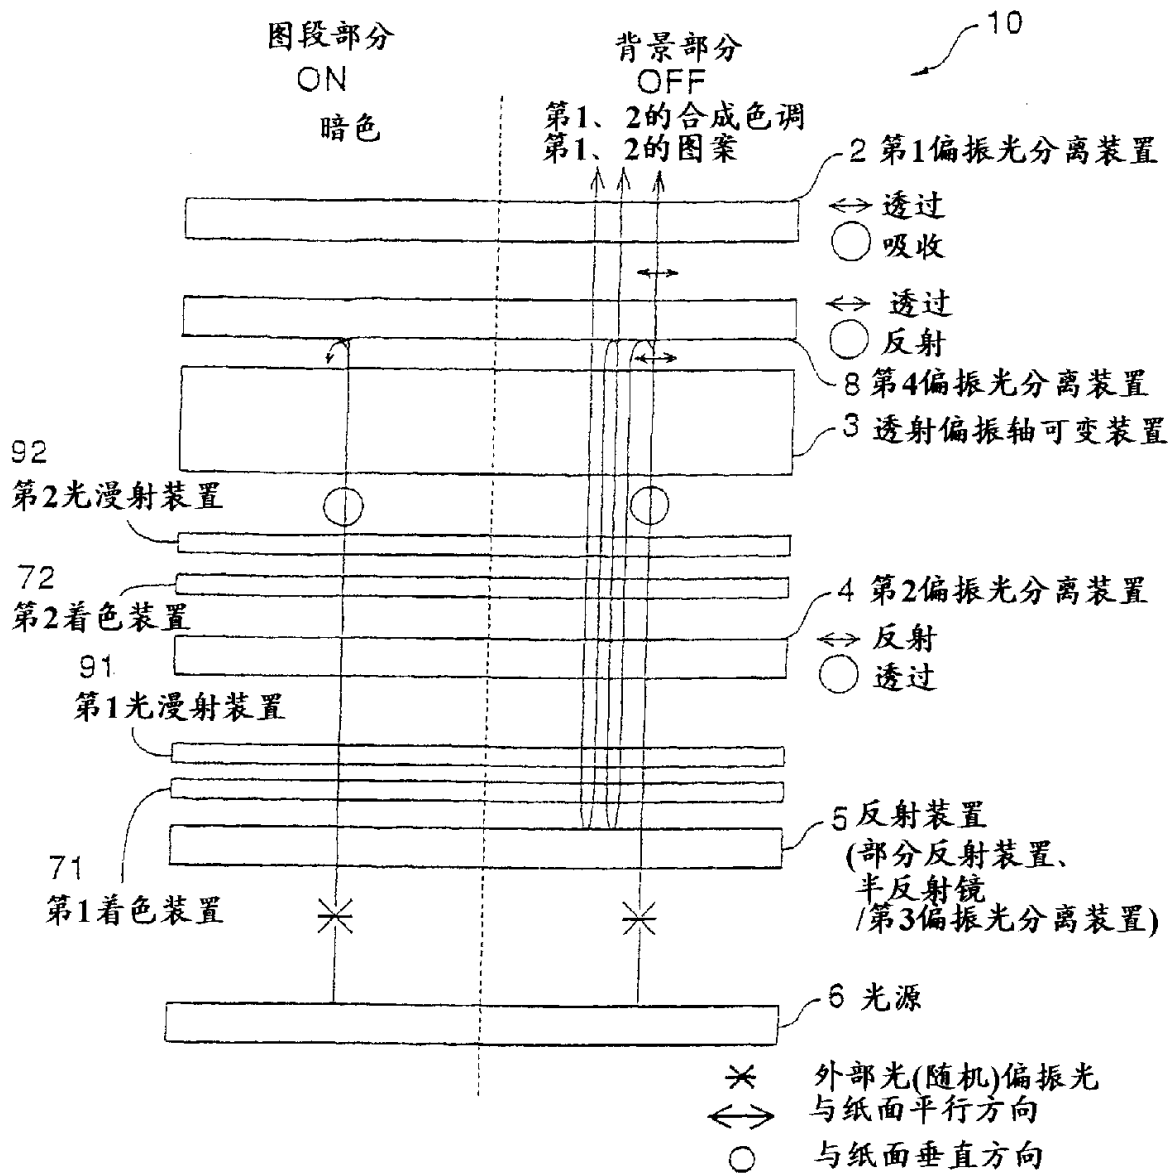 10
图段部分
ON
暗色
背景部分
OFF
第1、2的合成色调
第1、2的图案
2 第1偏振光分离装置
透过
吸收
透过
反射
8 第4偏振光分离装置
3 透射偏振轴可变装置
92
第2光漫射装置
72
第2着色装置
4 第2偏振光分离装置
反射
透过
91
第1光漫射装置
71
第1着色装置
5 反射装置
(部分反射装置、
半反射镜
/第3偏振光分离装置)
6 光源
外部光(随机)偏振光
与纸面平行方向
与纸面垂直方向